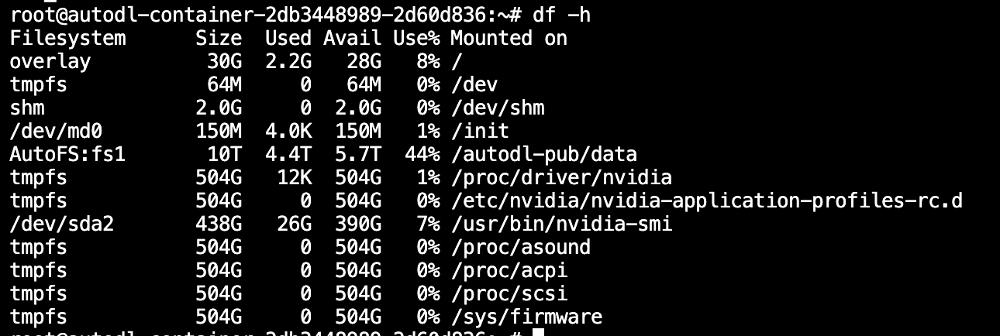 root@autodl-container-2db3448989-2d60d836:~# df -h
Filesystem      Size  Used Avail Use% Mounted on
overlay          30G  2.2G   28G   8% /
tmpfs            64M     0   64M   0% /dev
shm             2.0G     0  2.0G   0% /dev/shm
/dev/md0        150M  4.0K  150M   1% /init
AutoFS:fs1       10T  4.4T  5.7T  44% /autodl-pub/data
tmpfs           504G   12K  504G   1% /proc/driver/nvidia
tmpfs           504G     0  504G   0% /etc/nvidia/nvidia-application-profiles-rc.d
/dev/sda2       438G   26G  390G   7% /usr/bin/nvidia-smi
tmpfs           504G     0  504G   0% /proc/asound
tmpfs           504G     0  504G   0% /proc/acpi
tmpfs           504G     0  504G   0% /proc/scsi
tmpfs           504G     0  504G   0% /sys/firmware
root@autodl-container-2db3448989-2d60d836:~#